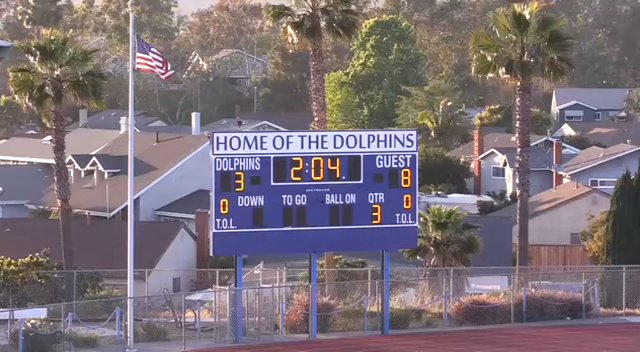 HOME OF THE DOLPHINS
DOLPHINS 2:04. GUEST
3 8
0 DOWN TO GO BALL ON QTR 0
T.O.L. 3 T.O.L.